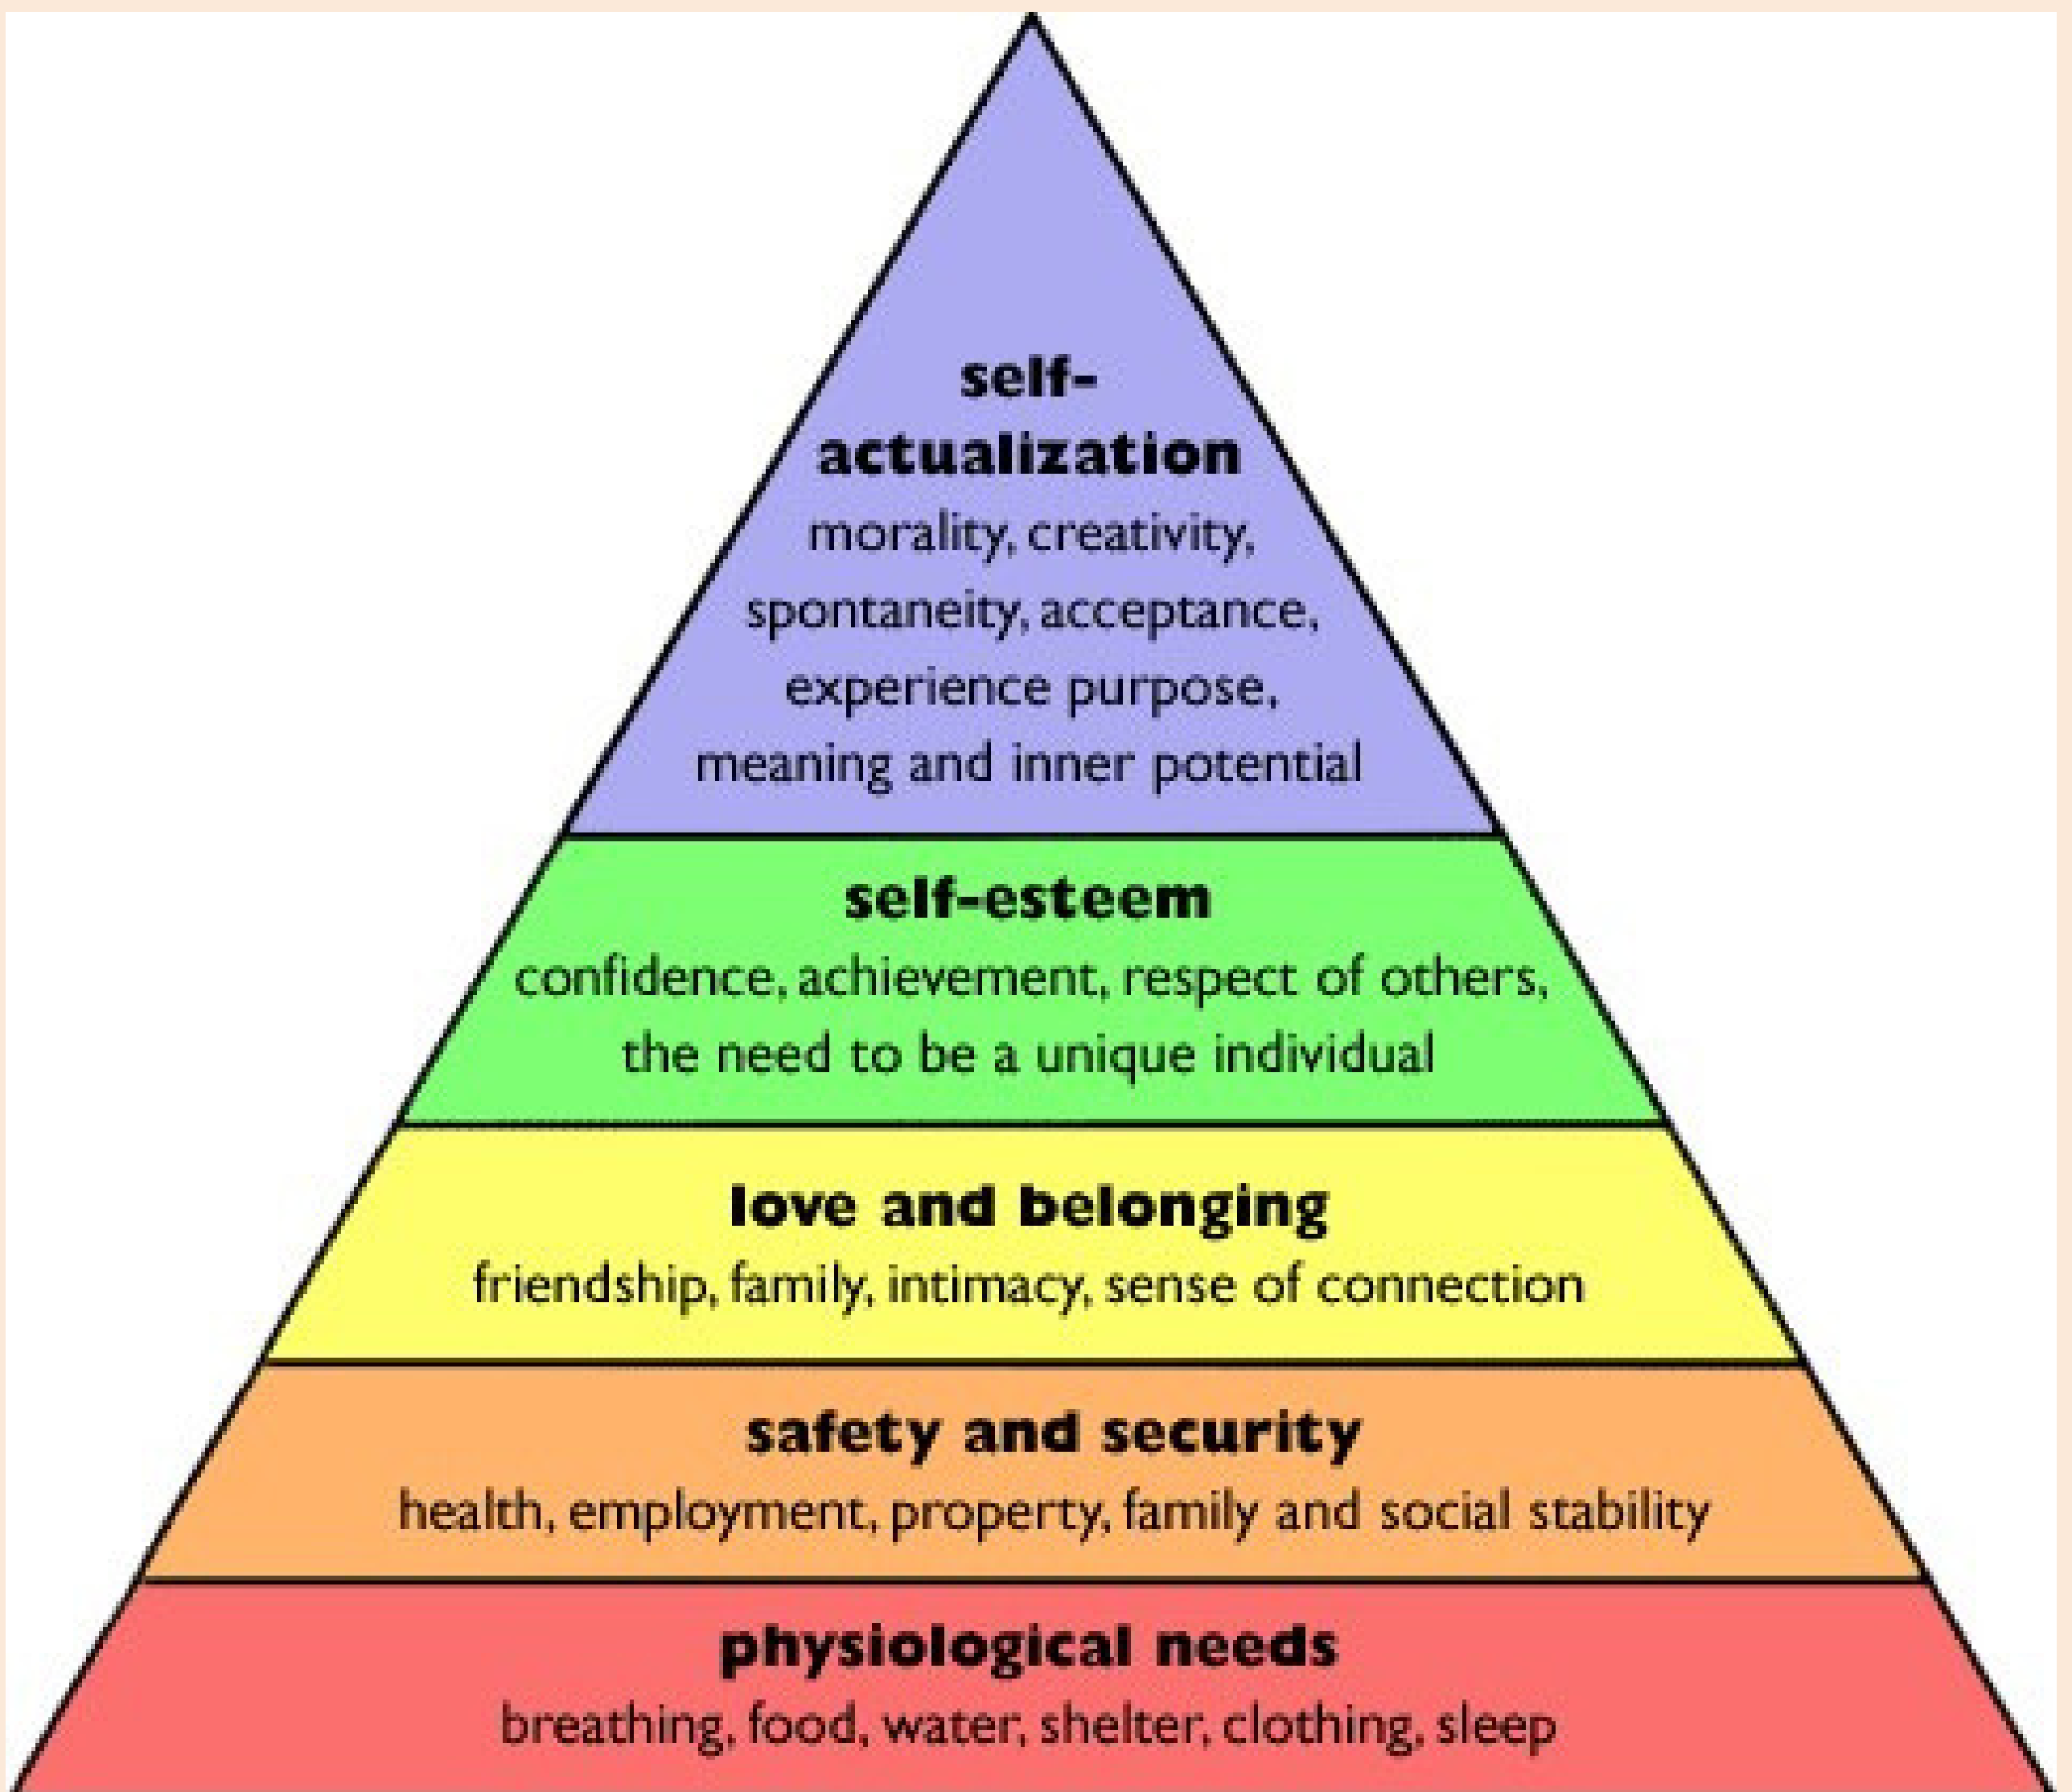 self-
actualization
morality, creativity,
spontaneity, acceptance,
experience purpose,
meaning and inner potential
self-esteem
confidence, achievement, respect of others,
the need to be a unique individual
love and belonging
friendship, family, intimacy, sense of connection
safety and security
health, employment, property, family and social stability
physiological needs
breathing, food, water, shelter, clothing, sleep